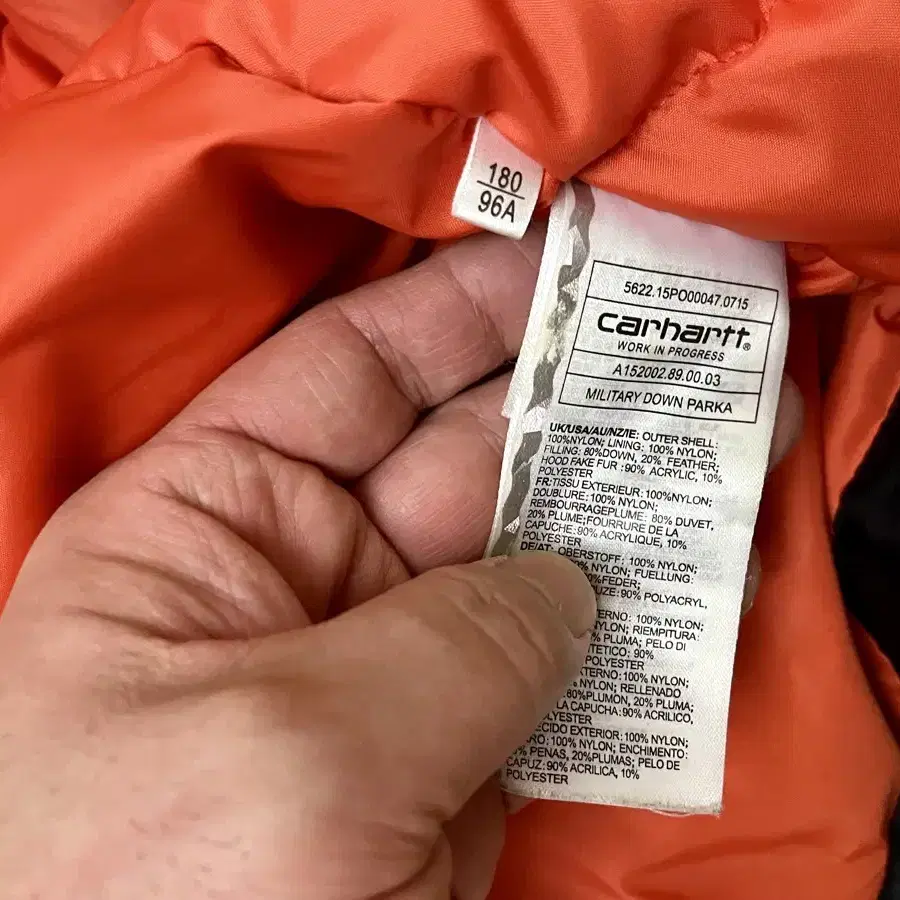 180
96A
5622.15PO00047.0715
carhartt®
WORK IN PROGRESS
A152002.89.00.03
MILITARY DOWN PARKA
UK/USA/AU/NZ/IE: OUTER SHELL:
100%NYLON; LINING: 100% NYLON;
FILLING: 80%DOWN, 20% FEATHER;
HOOD FAKE FUR :90% ACRYLIC, 10%
POLYESTER
FR:TISSU EXTERIEUR: 100%NYLON;
DOUBLURE: 100% NYLON;
REMBOURRAGEPLUME: 80% DUVET,
20% PLUME;FOURRURE DE LA
CAPUCHE: 90% ACRYLIQUE, 10%
POLYESTER
DE/AT: OBERSTOFF: 100% NYLON;
NYLON; FUELLUNG:
FEDER;
90% POLYACRYL,
100% NYLON;
RIEMPITURA:
PLUMA; PELO DI
90%
POLYESTER
100% NYLON;
NYLON; RELLENADO
80%PLUMON, 20% PLUMA;
LA CAPUCHA: 90% ACRILICO,
POLYESTER
EXTERIOR: 100% NYLON;
100% NYLON; ENCHIMENTO:
PENAS, 20%PLUMAS; PELO DE
CAPUZ: 90% ACRILICA, 10%
POLYESTER